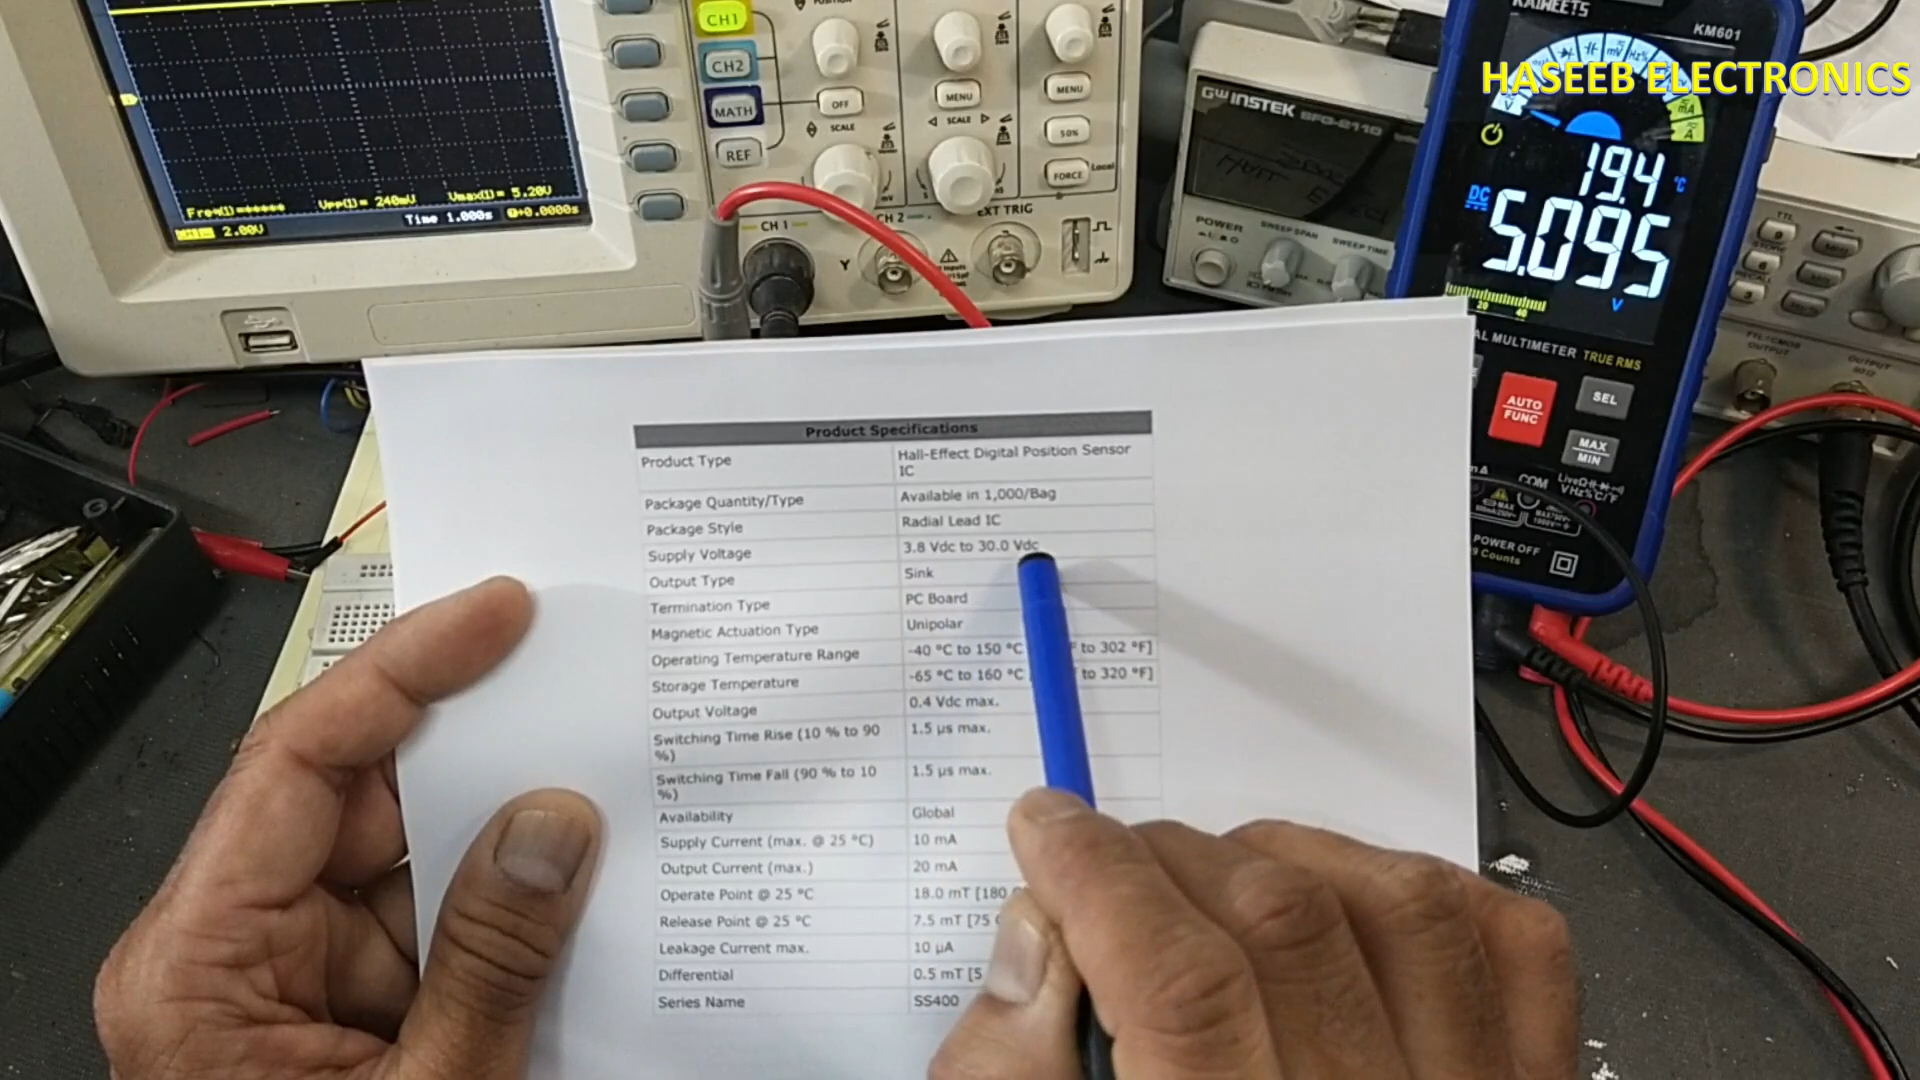 HASEEB ELECTRONICS
KAIWEETS
KM601
CH1
CH2
MATH
REF
OFF
SCALE
MENU
SCALE
MENU
50%
FORCE
Local
EXT TRIG
CH 1
CH 2
Y
Vpp(1)= 240mV
Vmax(1)= 5.20V
Time 1.000s
0.0000s
2.00V
GW INSTEK
SFG-2110
POWER
SWEEP SPAN
SWEEP TIME
19.4 °C
DC
5.095
V
MULTIMETER TRUE RMS
AUTO
FUNC
SEL
MAX
MIN
COM
POWER OFF
Counts
Product Specifications
Product Type Hall-Effect Digital Position Sensor
IC
Package Quantity/Type Available in 1,000/Bag
Package Style Radial Lead IC
Supply Voltage 3.8 Vdc to 30.0 Vdc
Output Type Sink
Termination Type PC Board
Magnetic Actuation Type Unipolar
Operating Temperature Range -40 °C to 150 °C to 302 °F]
Storage Temperature -65 °C to 160 °C to 320 °F]
Output Voltage 0.4 Vdc max.
Switching Time Rise (10 % to 90 1.5 µs max.
%)
Switching Time Fall (90 % to 10 1.5 µs max.
%)
Availability Global
Supply Current (max. @ 25 °C) 10 mA
Output Current (max.) 20 mA
Operate Point @ 25 °C 18.0 mT [180
Release Point @ 25 °C 7.5 mT [75
Leakage Current max. 10 µA
Differential 0.5 mT [5
Series Name SS400